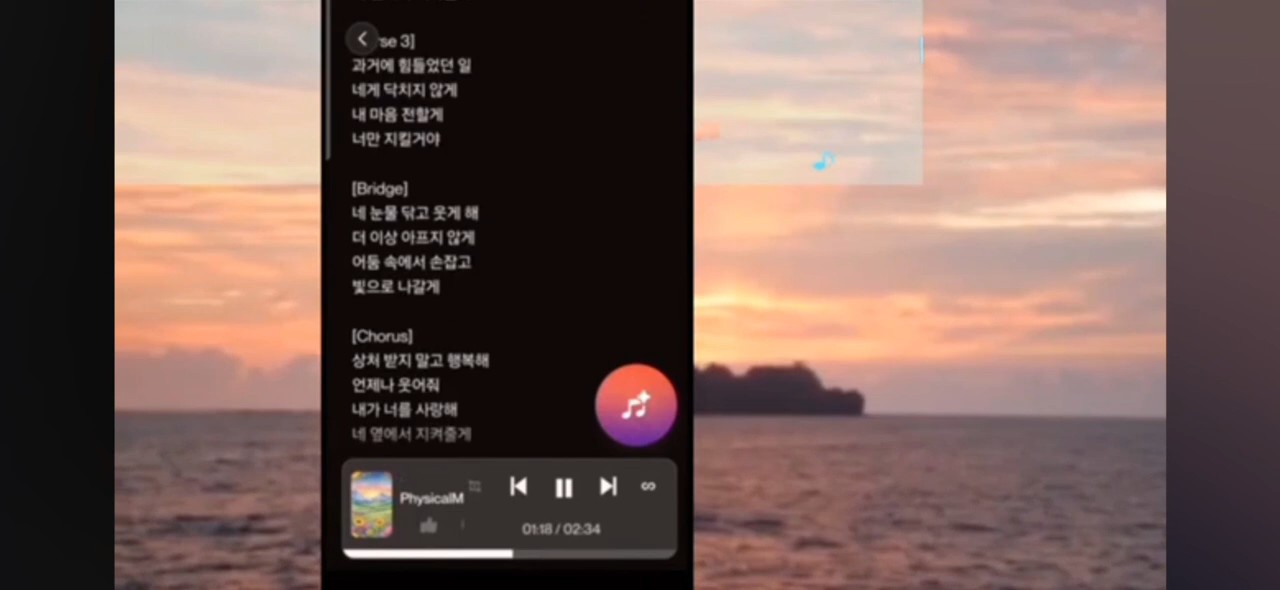 rse 3]
과거에 힘들었던 일
네게 닥치지 않게
내 마음 전할게
너만 지킬거야
[Bridge]
네 눈물 닦고 웃게 해
더 이상 아프지 않게
어둠 속에서 손잡고
빛으로 나갈게
[Chorus]
상처 받지 말고 행복해
언제나 웃어줘
내가 너를 사랑해
네 옆에서 지켜줄게
PhysicalM
01:18 / 02:34